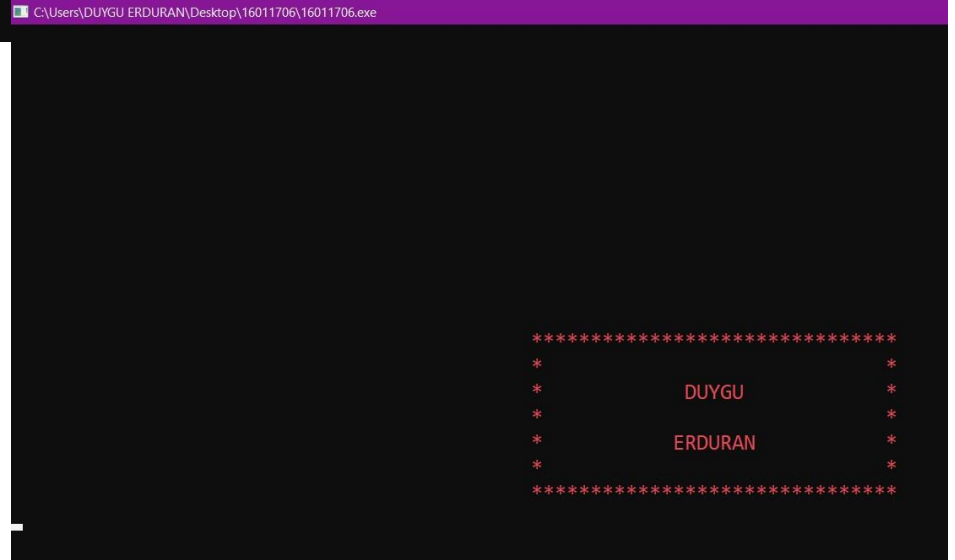 C:\Users\DUYGU ERDURAN\Desktop\16011706\16011706.exe
*******************************
* *
* DUYGU *
* *
* ERDURAN *
* *
*******************************